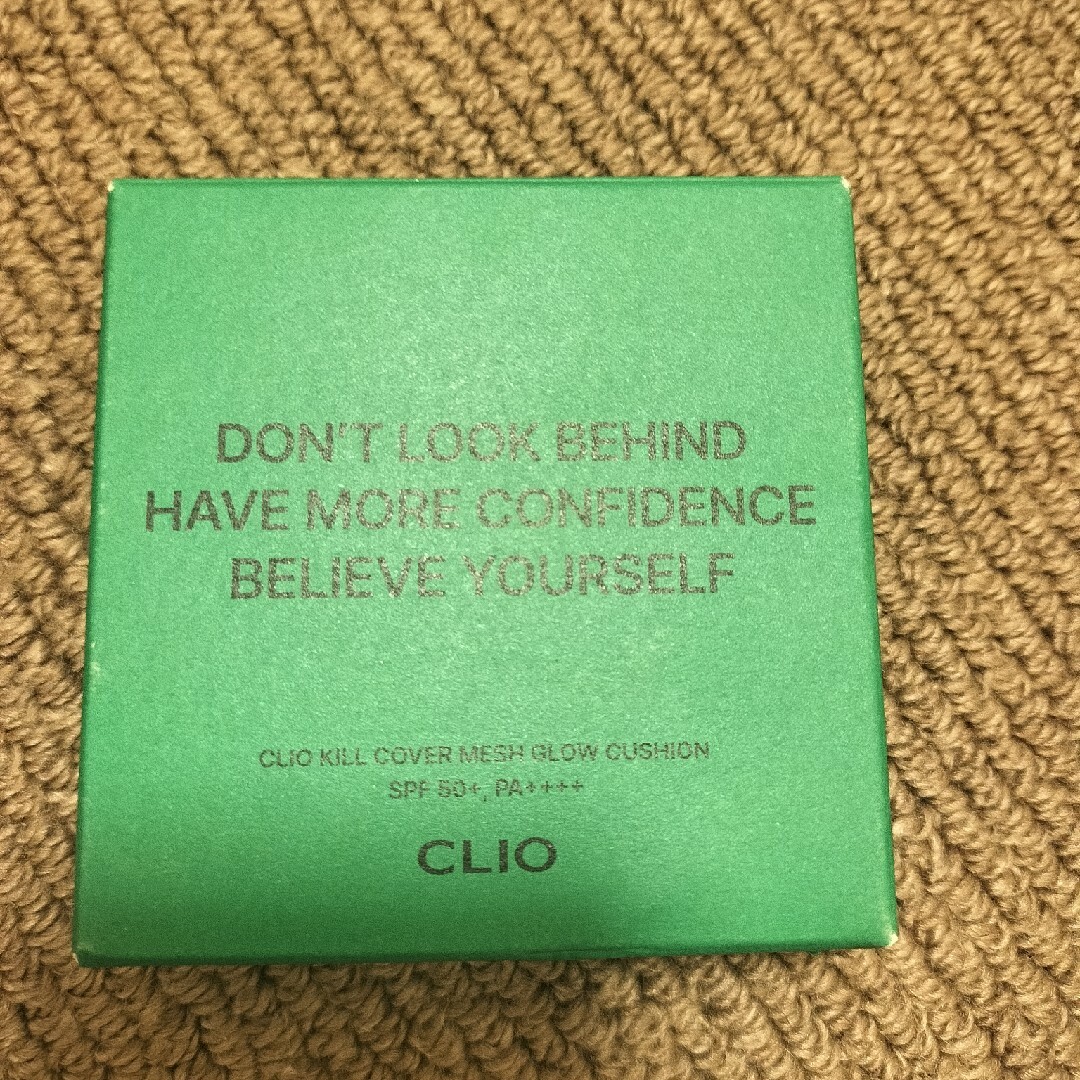 DON'T LOOK BEHIND
HAVE MORE CONFIDENCE
BELIEVE YOURSELF
CLIO KILL COVER MESH GLOW CUSHION
SPF 50+, PA++++
CLIO